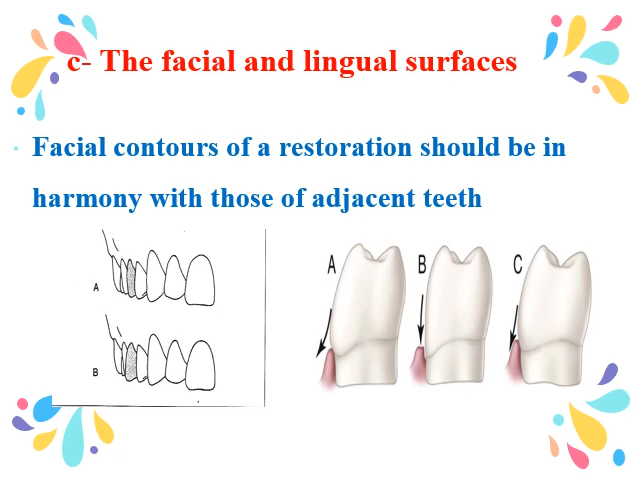 c- The facial and lingual surfaces
• Facial contours of a restoration should be in
harmony with those of adjacent teeth
A
B
A B C